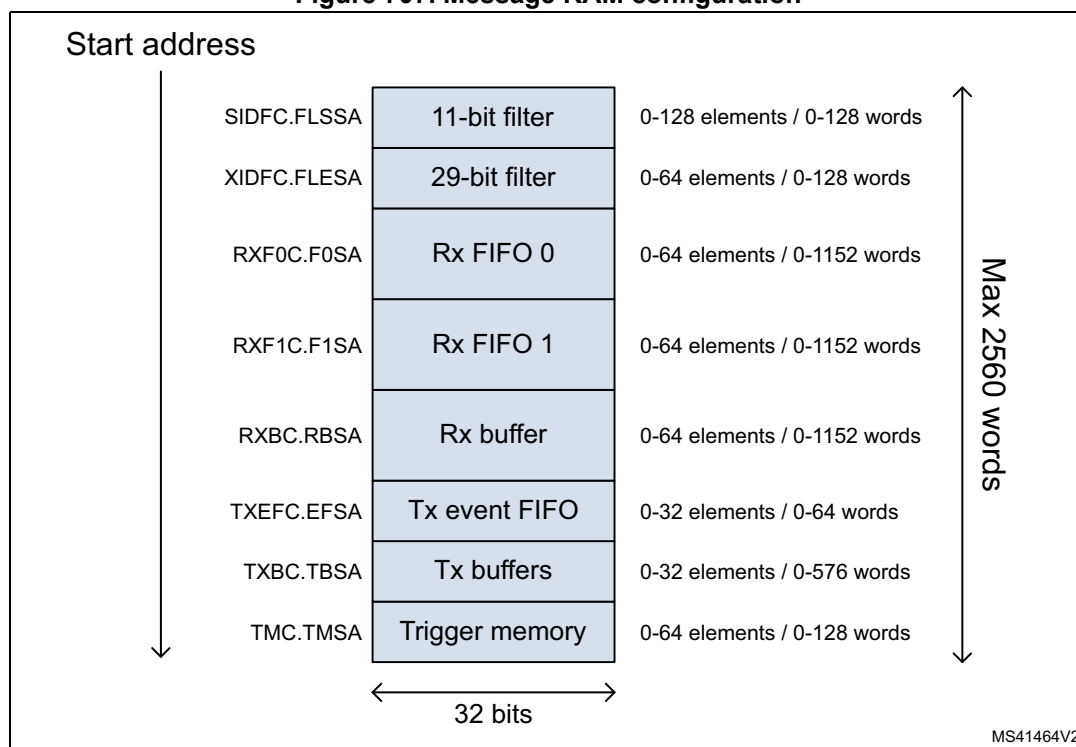 Start address
SIDFC.FLSSA 11-bit filter 0-128 elements / 0-128 words
XIDFC.FLESA 29-bit filter 0-64 elements / 0-128 words
RXF0C.F0SA Rx FIFO 0 0-64 elements / 0-1152 words
RXF1C.F1SA Rx FIFO 1 0-64 elements / 0-1152 words
RXBC.RBSA Rx buffer 0-64 elements / 0-1152 words
TXEFC.EFSA Tx event FIFO 0-32 elements / 0-64 words
TXBC.TBSA Tx buffers 0-32 elements / 0-576 words
TMC.TMSA Trigger memory 0-64 elements / 0-128 words
Max 2560 words
32 bits
MS41464V2